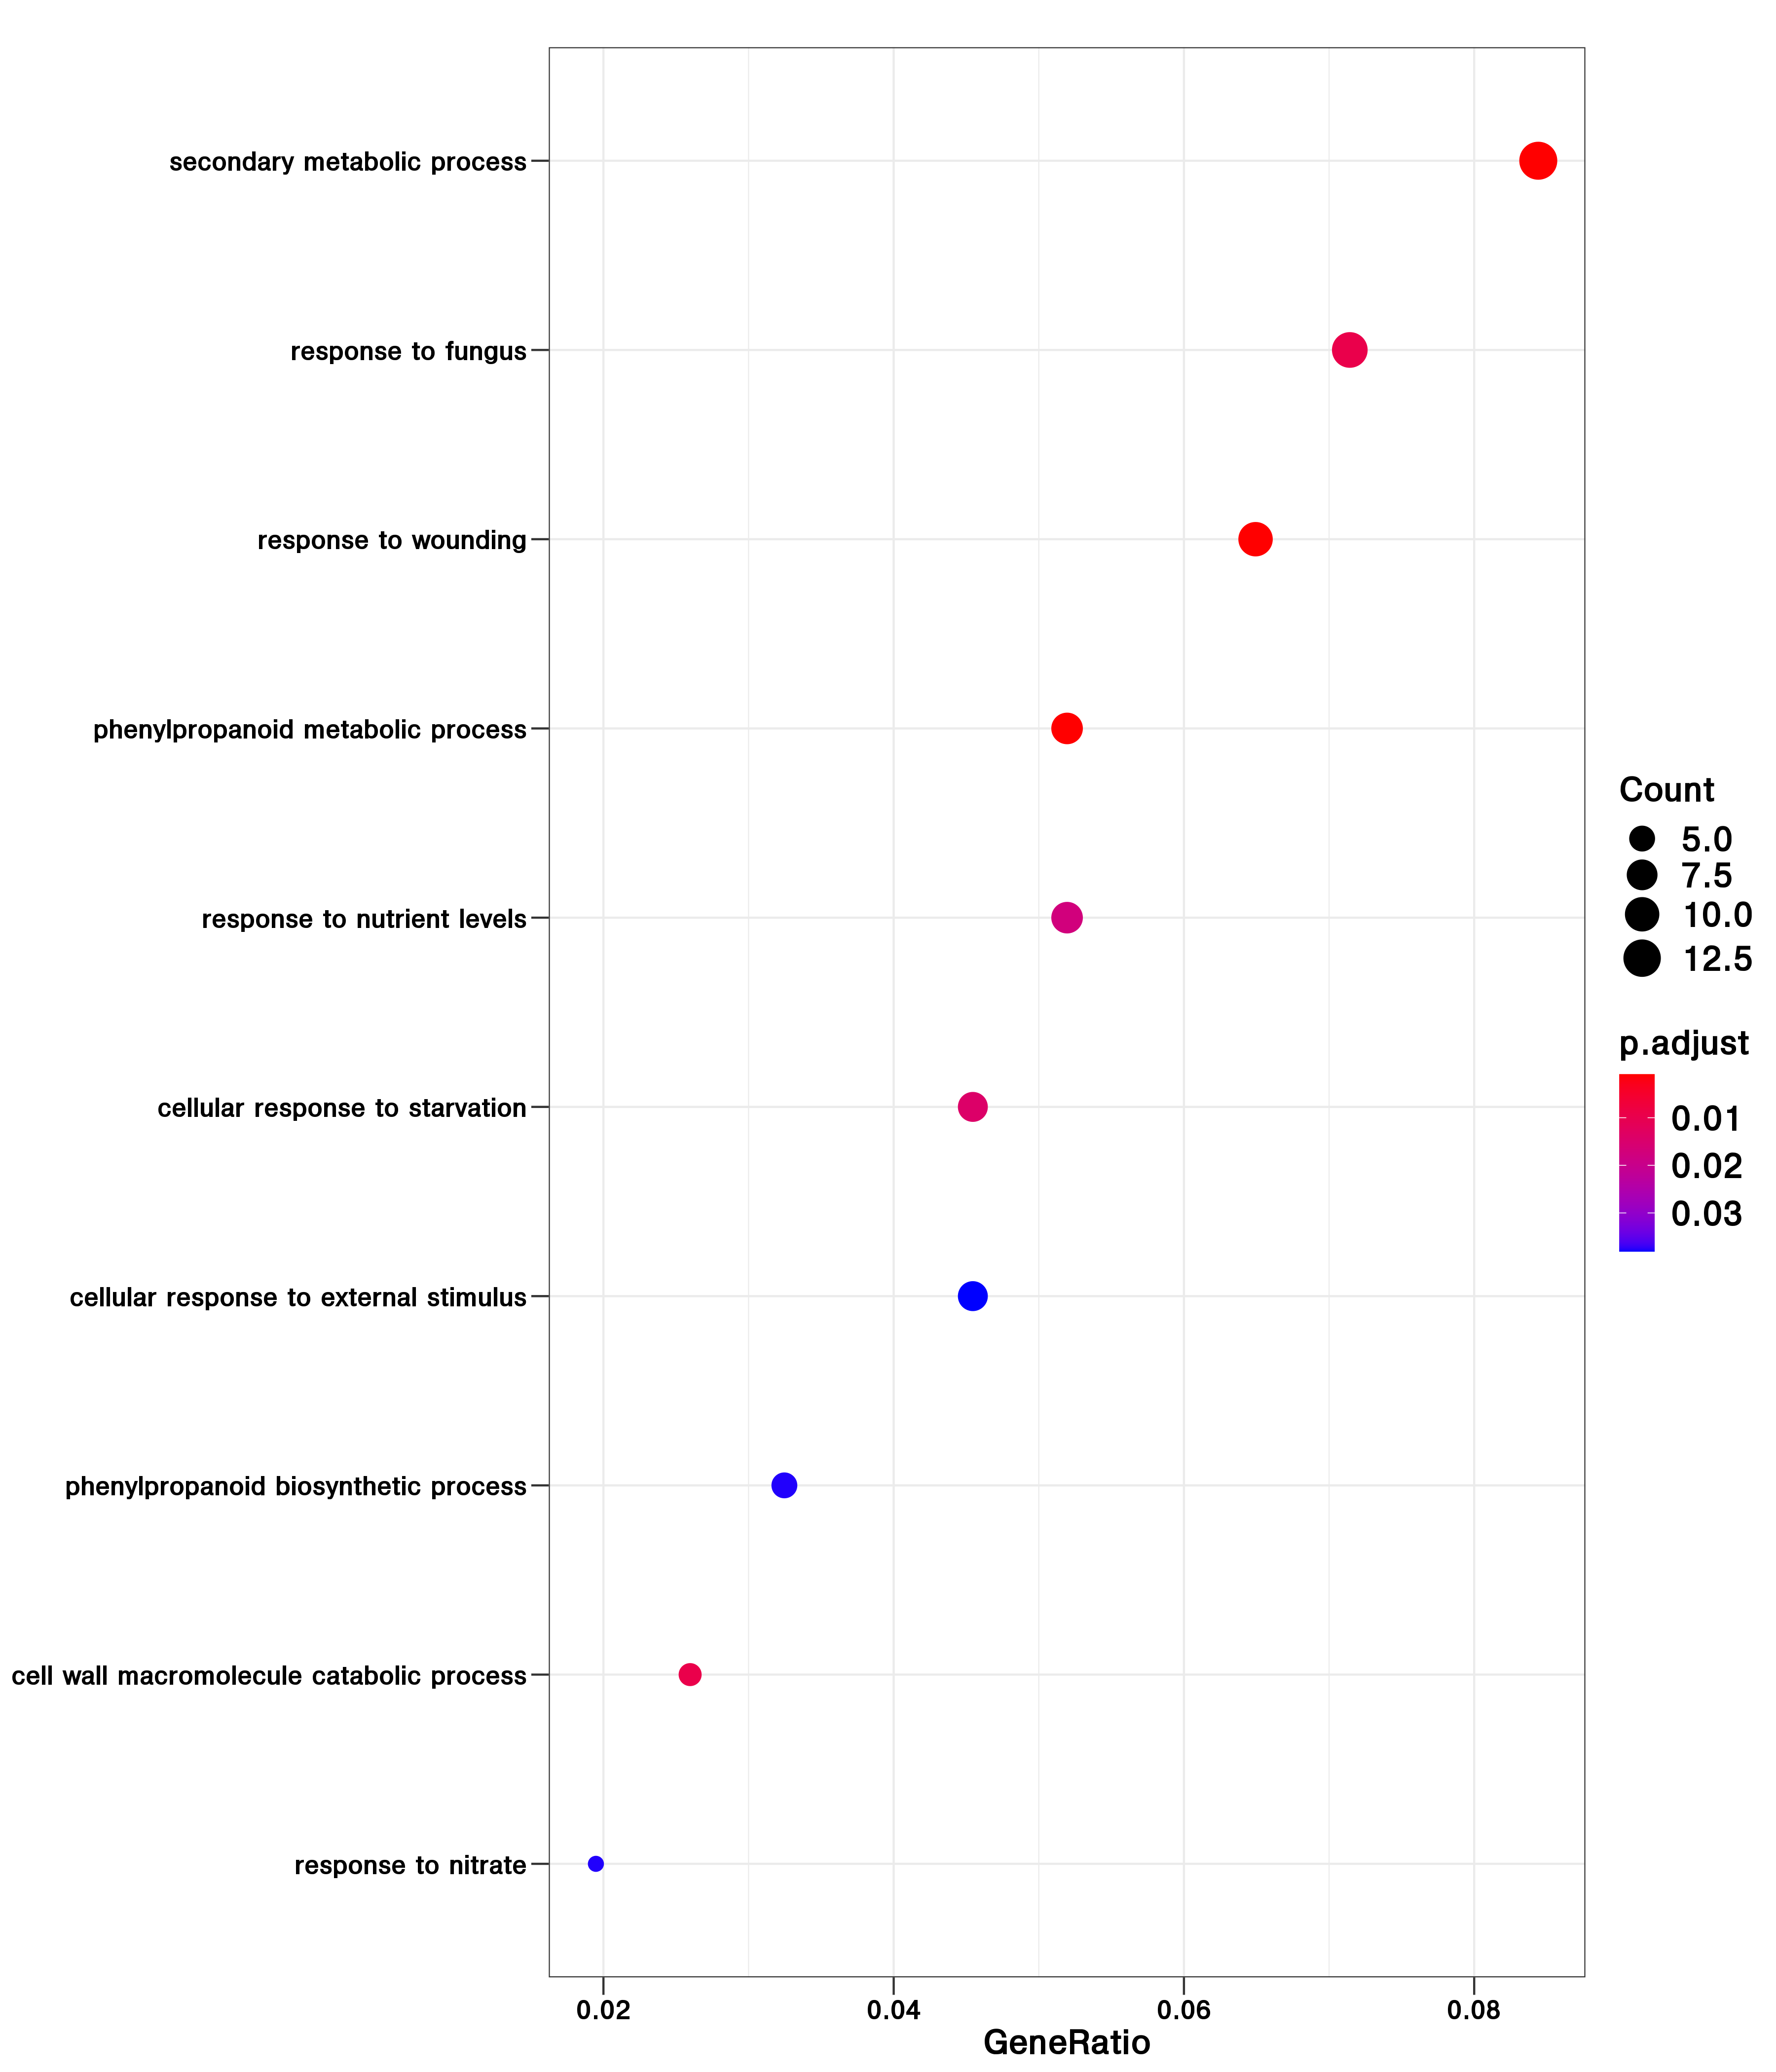 secondary metabolic process
response to fungus
response to wounding
phenylpropanoid metabolic process
response to nutrient levels
cellular response to starvation
cellular response to external stimulus
phenylpropanoid biosynthetic process
cell wall macromolecule catabolic process
response to nitrate
0.02 0.04 0.06 0.08
GeneRatio
Count
5.0
7.5
10.0
12.5
p.adjust
0.01
0.02
0.03